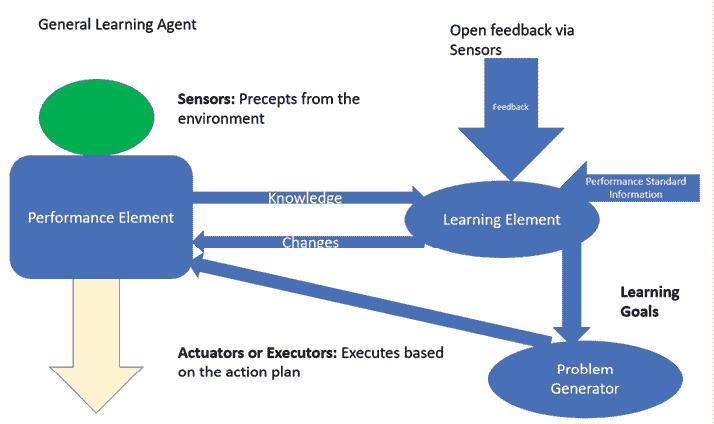 General Learning Agent
Open feedback via
Sensors
Sensors: Precepts from the
environment
Feedback
Performance Standard
Information
Performance Element
Knowledge
Learning Element
Changes
Learning
Goals
Actuators or Executors: Executes based
on the action plan
Problem
Generator